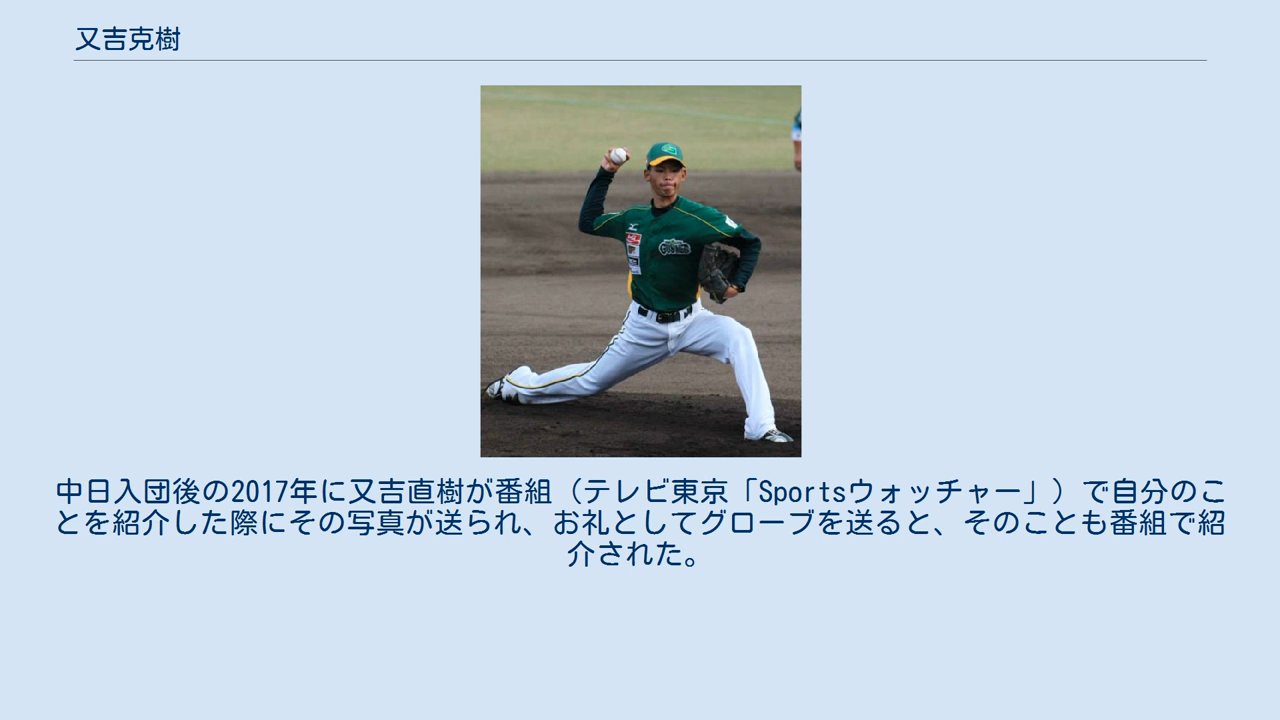 又吉克樹
中日入団後の2017年に又吉直樹が番組（テレビ東京「Sportsウォッチャー」）で自分のこ
とを紹介した際にその写真が送られ、お礼としてグローブを送ると、そのことも番組で紹
介された。